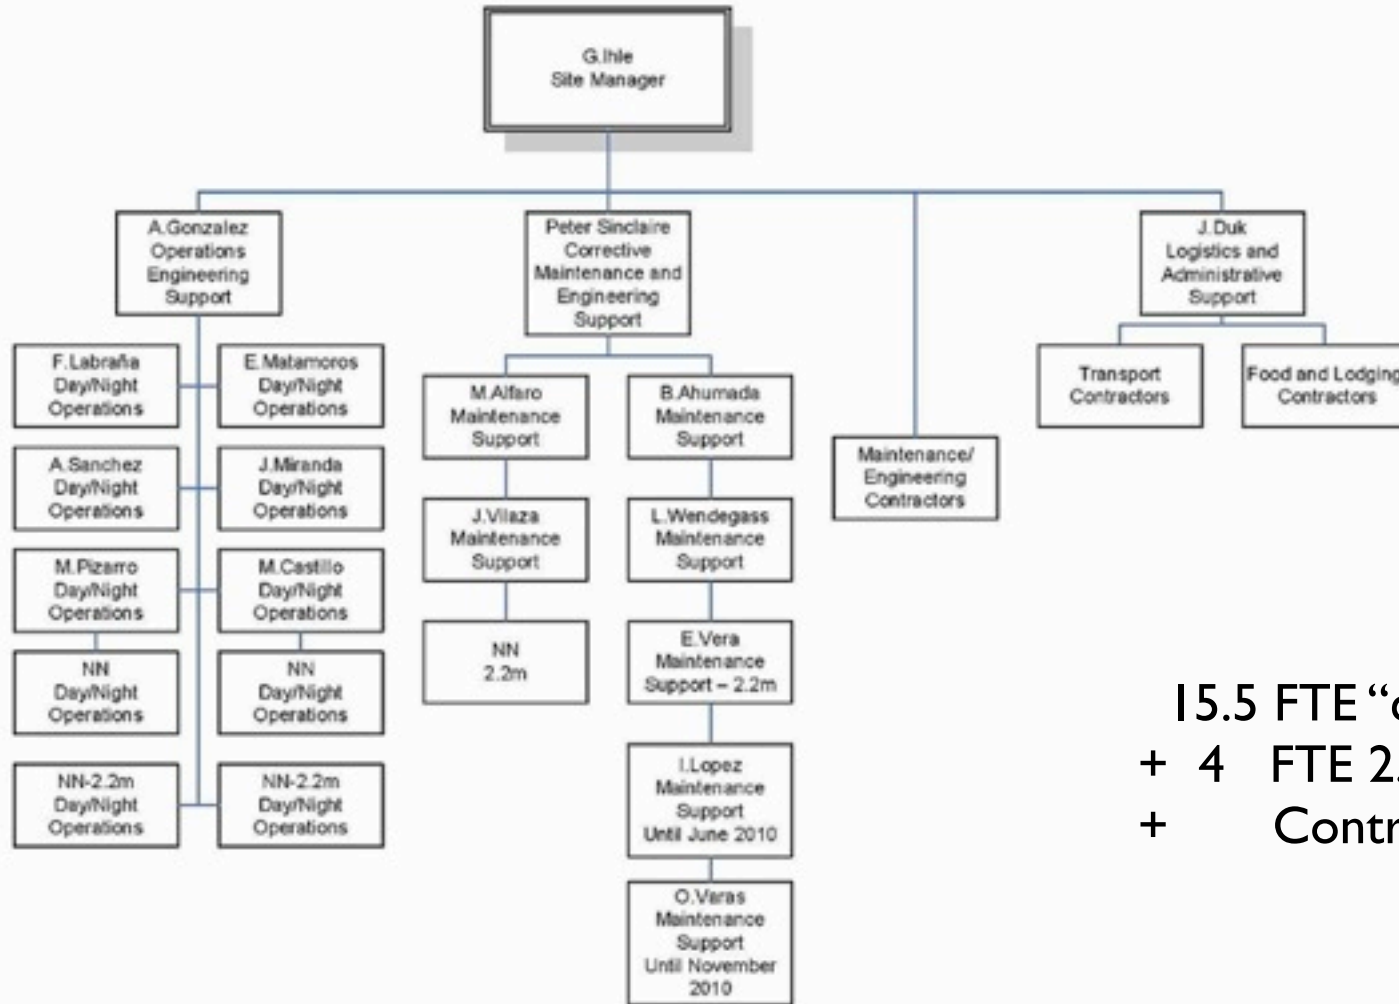 G.Ihle
Site Manager
A.Gonzalez
Operations
Engineering
Support
Peter Sinclaire
Corrective
Maintenance and
Engineering
Support
J.Duk
Logistics and
Administrative
Support
F.Labraña
Day/Night
Operations
E.Matamoros
Day/Night
Operations
A.Sanchez
Day/Night
Operations
J.Miranda
Day/Night
Operations
M.Pizarro
Day/Night
Operations
M.Castillo
Day/Night
Operations
NN
Day/Night
Operations
NN
Day/Night
Operations
NN-2.2m
Day/Night
Operations
NN-2.2m
Day/Night
Operations
M.Alfaro
Maintenance
Support
B.Ahumada
Maintenance
Support
J.Vilaza
Maintenance
Support
L.Wendegass
Maintenance
Support
NN
2.2m
E.Vera
Maintenance
Support – 2.2m
I.Lopez
Maintenance
Support
Until June 2010
O.Varas
Maintenance
Support
Until November
2010
Maintenance/
Engineering
Contractors
Transport
Contractors
Food and Lodging
Contractors
15.5 FTE
+ 4 FTE
+